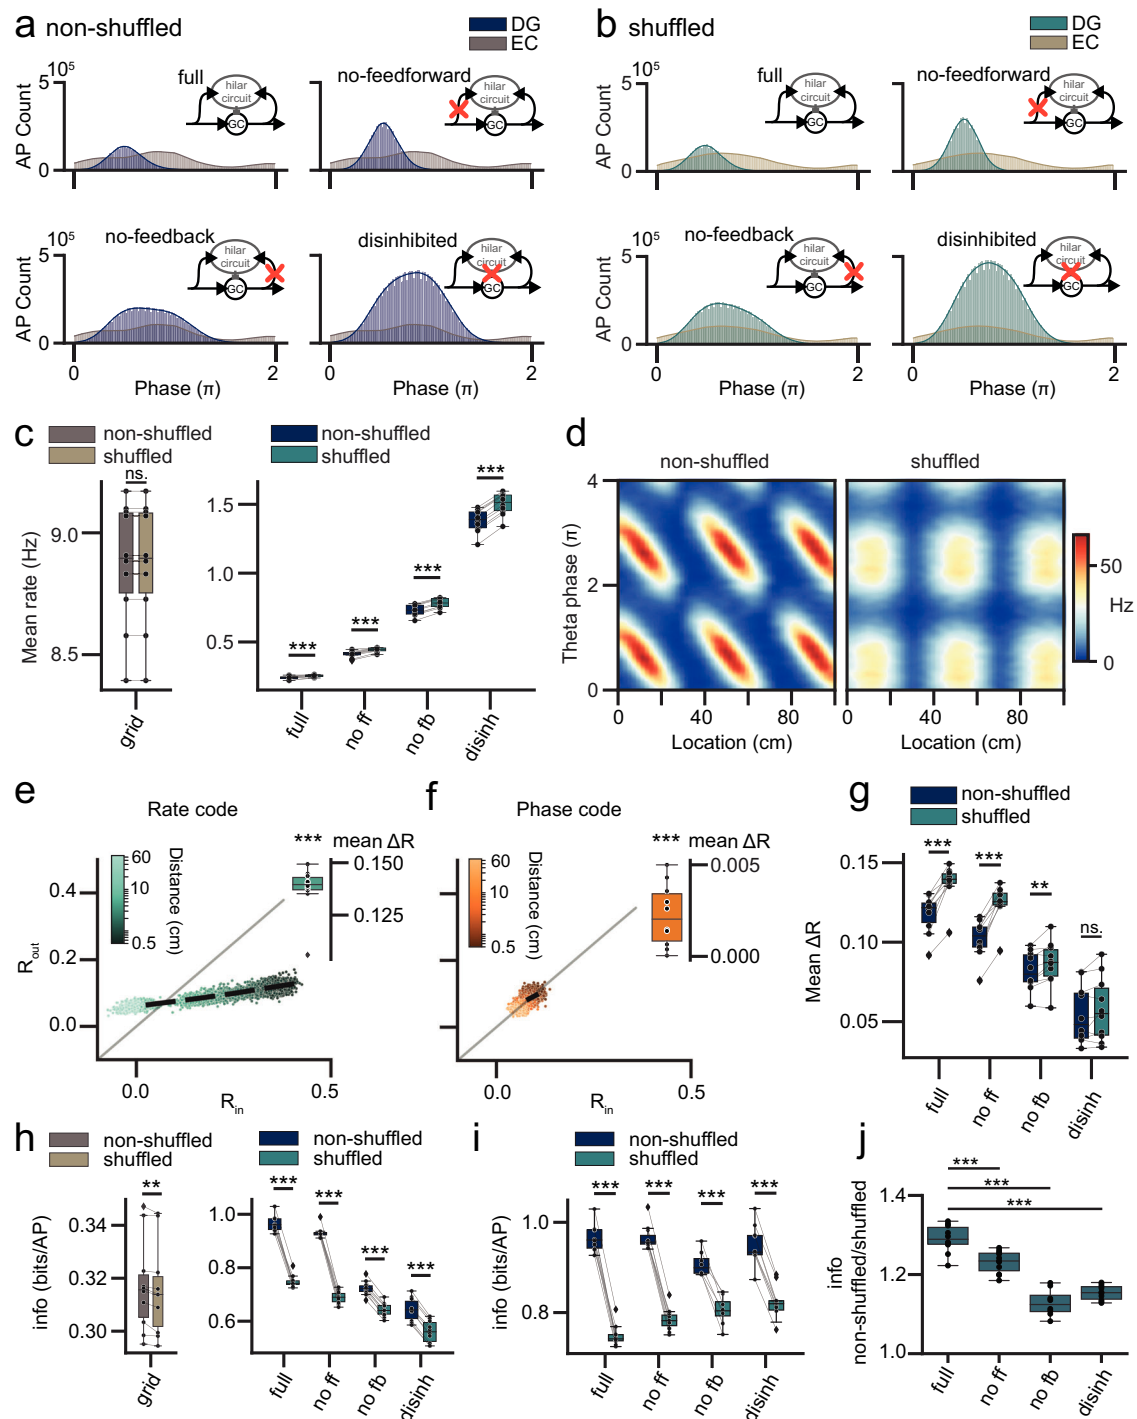 a non-shuffled
DG
EC
10⁵
5
0
AP Count
full
hilar
circuit
GC
no-feedforward
hilar
circuit
GC
10⁵
5
0
AP Count
no-feedback
hilar
circuit
GC
disinhibited
hilar
circuit
GC
0
2
Phase (π)
Phase (π)
b shuffled
DG
EC
10⁵
5
0
AP Count
full
hilar
circuit
GC
no-feedforward
hilar
circuit
GC
10⁵
5
0
AP Count
no-feedback
hilar
circuit
GC
disinhibited
hilar
circuit
GC
0
2
Phase (π)
Phase (π)
c
non-shuffled
shuffled
ns.
Mean rate (Hz)
9.0
8.5
grid
non-shuffled
shuffled
1.5
1.0
0.5
***
***
***
***
full
no ff
no fb
disinh
d
non-shuffled
shuffled
Theta phase (π)
4
2
0
0
40
80
Location (cm)
40
80
Location (cm)
50
Hz
0
e
Rate code
60
10
0.5
Distance (cm)
*** mean ΔR
0.150
0.125
R_out
0.4
0.2
0.0
0.0
0.5
R_in
f
Phase code
60
10
0.5
Distance (cm)
***
mean ΔR
0.005
0.000
0.0
0.5
R_in
g
non-shuffled
shuffled
Mean ΔR
0.15
0.10
0.05
***
***
**
ns.
full
no ff
no fb
disinh
h
non-shuffled
shuffled
**
info (bits/AP)
0.34
0.32
0.30
grid
non-shuffled
shuffled
1.0
0.8
0.6
***
***
***
***
full
no ff
no fb
disinh
i
non-shuffled
shuffled
info (bits/AP)
1.0
0.8
***
***
***
***
full
no ff
no fb
disinh
j
info
non-shuffled/shuffled
1.4
1.2
1.0
***
***
***
full
no ff
no fb
disinh